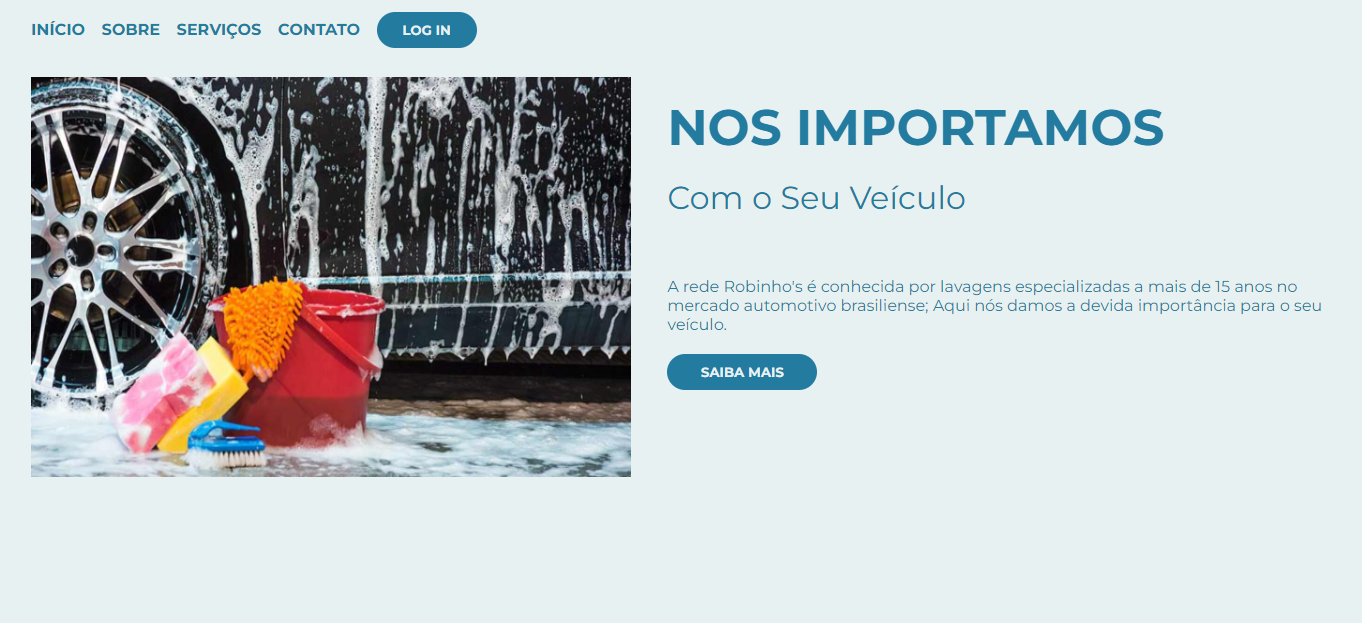 INÍCIO SOBRE SERVIÇOS CONTATO LOG IN
NOS IMPORTAMOS
Com o Seu Veículo
A rede Robinho's é conhecida por lavagens especializadas a mais de 15 anos no
mercado automotivo brasiliense; Aqui nós damos a devida importância para o seu
veículo.
SAIBA MAIS